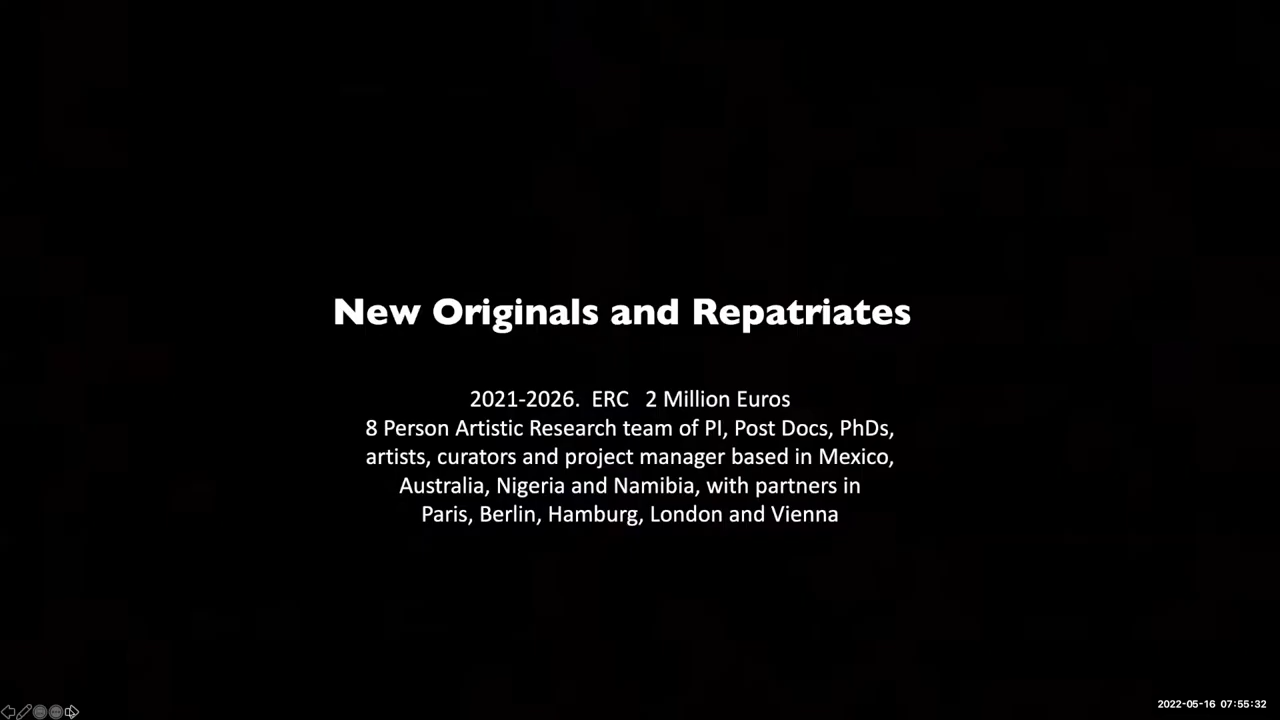 New Originals and Repatriates
2021-2026. ERC 2 Million Euros
8 Person Artistic Research team of PI, Post Docs, PhDs,
artists, curators and project manager based in Mexico,
Australia, Nigeria and Namibia, with partners in
Paris, Berlin, Hamburg, London and Vienna
2022-05-16 07:55:32